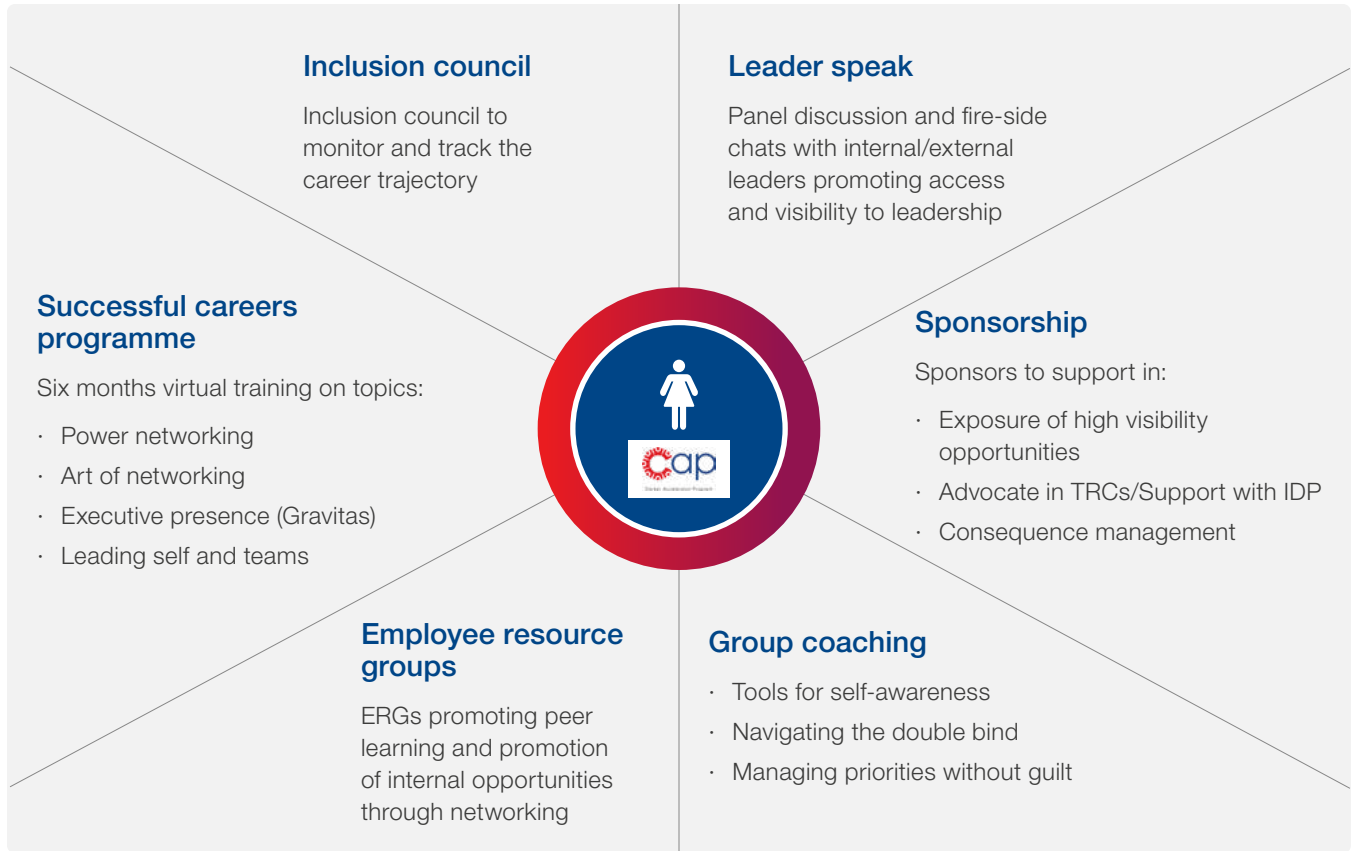 Inclusion council
Inclusion council to
monitor and track the
career trajectory
Leader speak
Panel discussion and fire-side
chats with internal/external
leaders promoting access
and visibility to leadership
Successful careers
programme
Six months virtual training on topics:
· Power networking
· Art of networking
· Executive presence (Gravitas)
· Leading self and teams
cap
Sponsorship
Sponsors to support in:
· Exposure of high visibility
opportunities
· Advocate in TRCs/Support with IDP
· Consequence management
Employee resource
groups
ERGs promoting peer
learning and promotion
of internal opportunities
through networking
Group coaching
· Tools for self-awareness
· Navigating the double bind
· Managing priorities without guilt